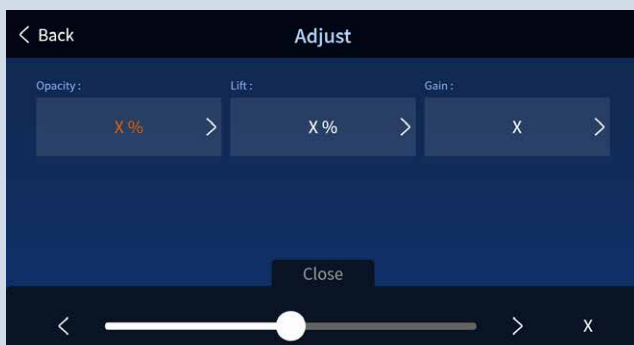 Back
Adjust
Opacity : Lift : Gain :
X % X % X
Close
X